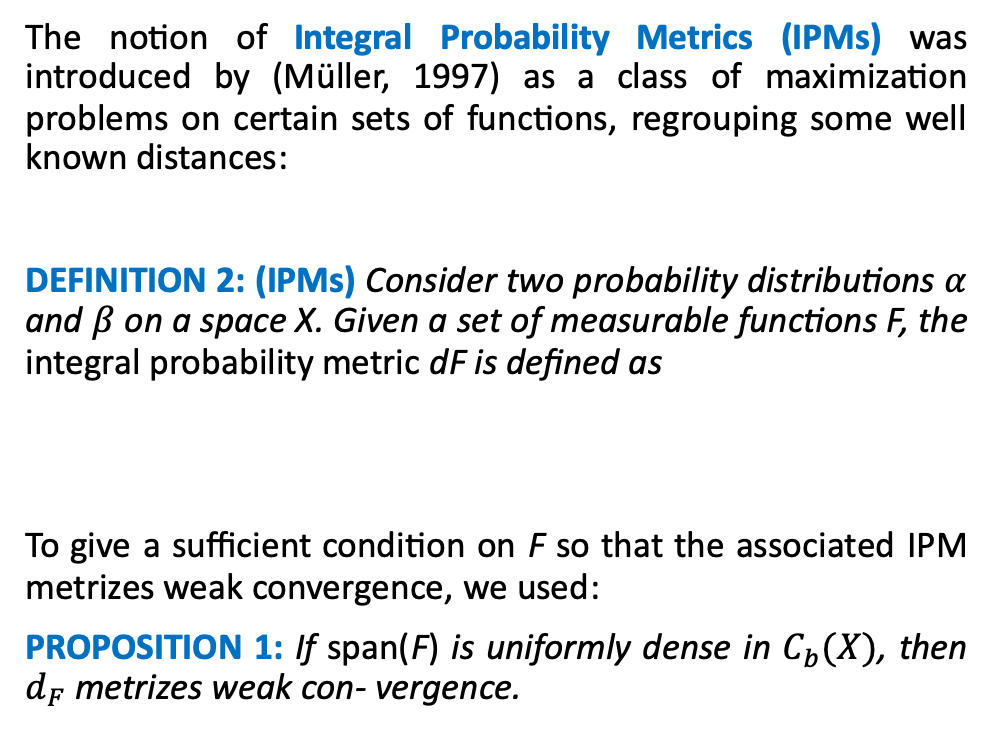 The notion of Integral Probability Metrics (IPMs) was
introduced by (Müller, 1997) as a class of maximization
problems on certain sets of functions, regrouping some well
known distances:
DEFINITION 2: (IPMs) Consider two probability distributions α
and β on a space X. Given a set of measurable functions F, the
integral probability metric dF is defined as
To give a sufficient condition on F so that the associated IPM
metrizes weak convergence, we used:
PROPOSITION 1: If span(F) is uniformly dense in C_b(X), then
d_F metrizes weak con- vergence.